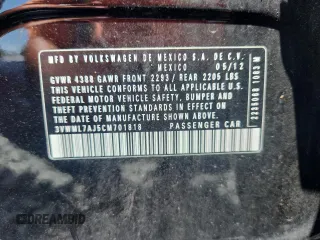 MFD. BY VOLKSWAGEN DE MEXICO S.A. DE C.V.
MEXICO 05/12
GVWR 4388 GAWR FRONT 2293 / REAR 2205 LBS
THIS VEHICLE CONFORMS TO ALL APPLICABLE U.S.
FEDERAL MOTOR VEHICLE SAFETY, BUMPER AND
THEFT PREVENTION STANDARDS IN EFFECT ON
THE DATE OF MANUFACTURE SHOWN ABOVE.
3VWML7AJ5CM701818 PASSENGER CAR
DREAMBID